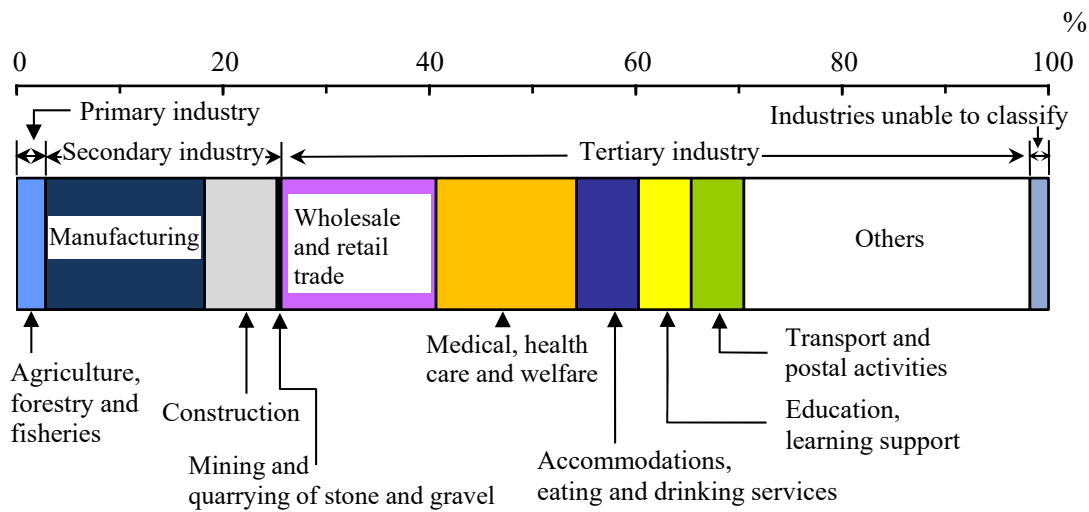 %
0 20 40 60 80 100
Primary industry
Industries unable to classify
Secondary industry
Tertiary industry
Manufacturing
Wholesale
and retail
trade
Others
Agriculture,
forestry and
fisheries
Construction
Mining and
quarrying of stone and gravel
Medical, health
care and welfare
Accommodations,
eating and drinking services
Transport and
postal activities
Education,
learning support